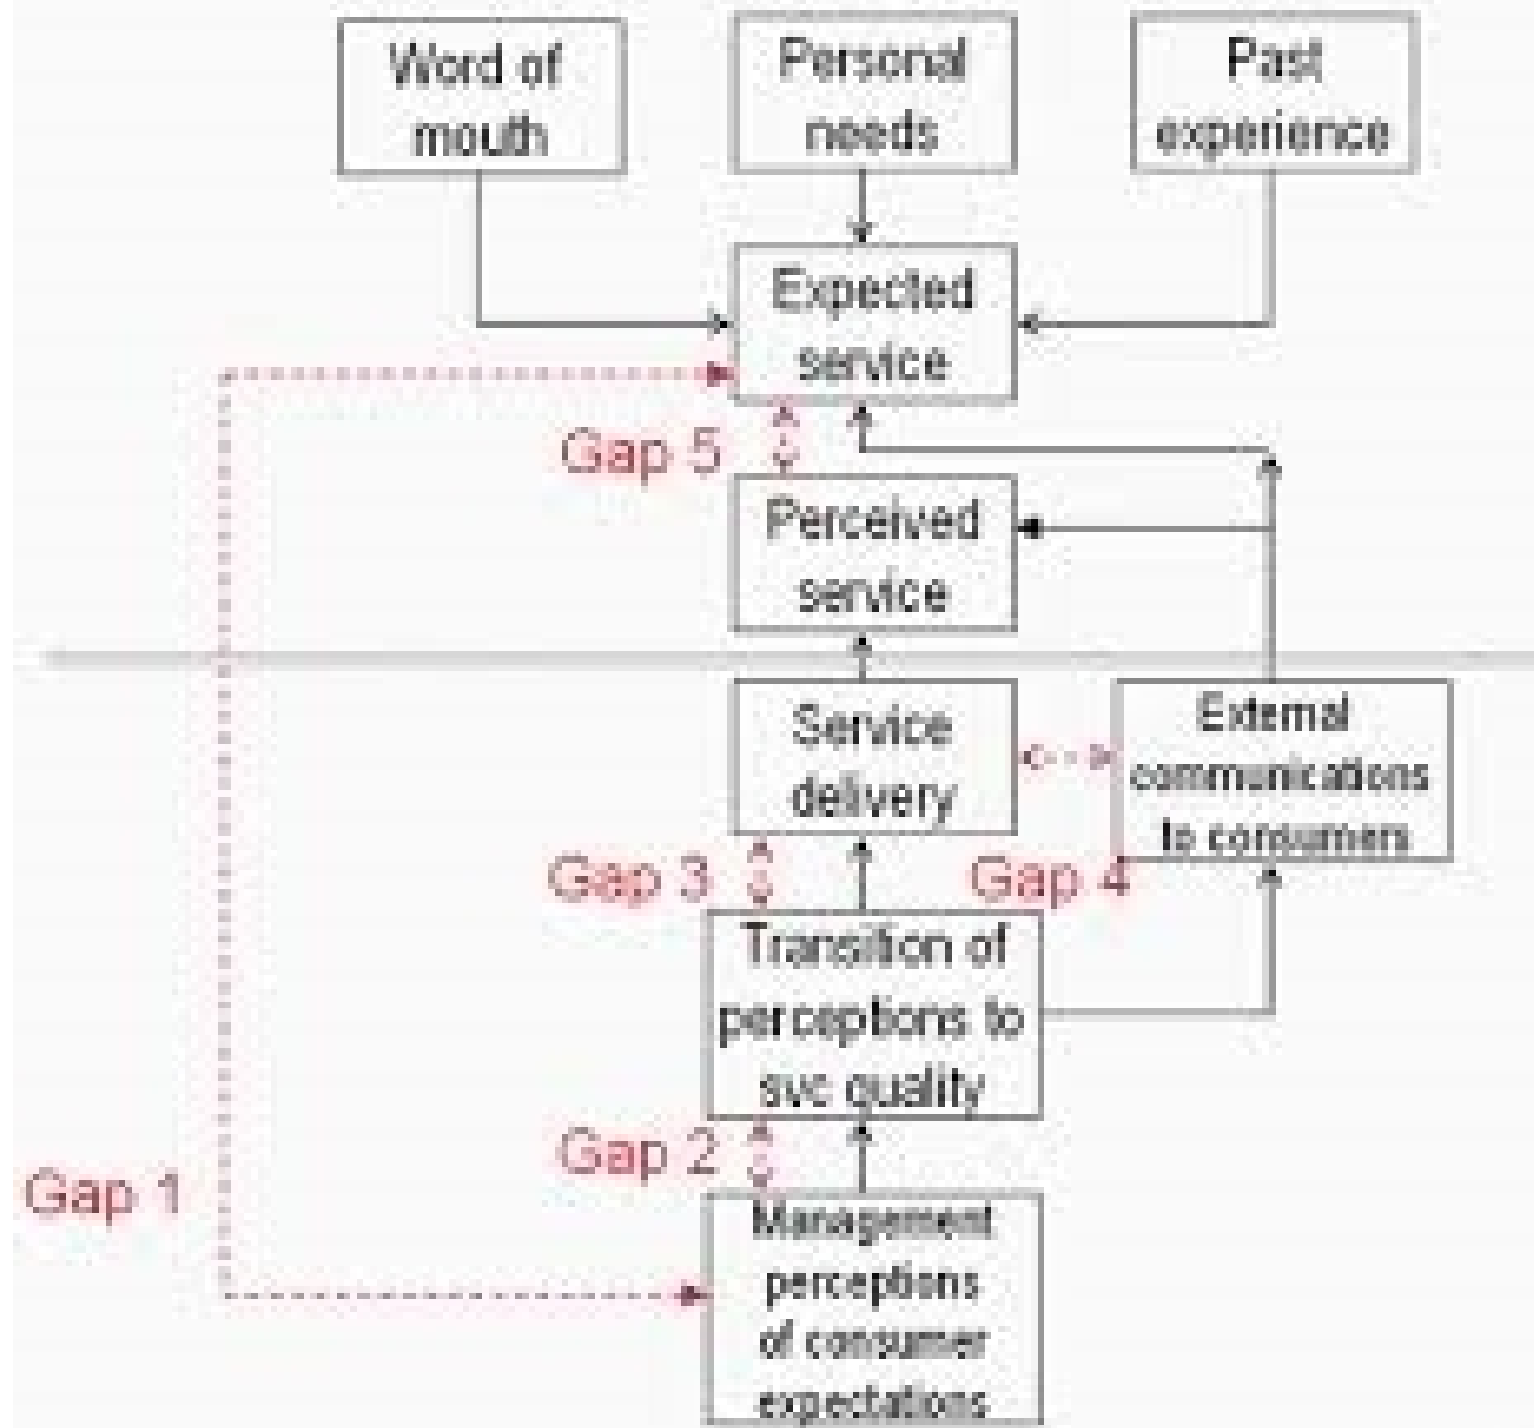 Word of
mouth
Personal
needs
Past
experience
Expected
service
Gap 5
Perceived
service
Service
delivery
External
communications
to consumers
Gap 3
Gap 4
Transition of
perceptions to
svc quality
Gap 2
Gap 1
Management
perceptions
of consumer
expectations